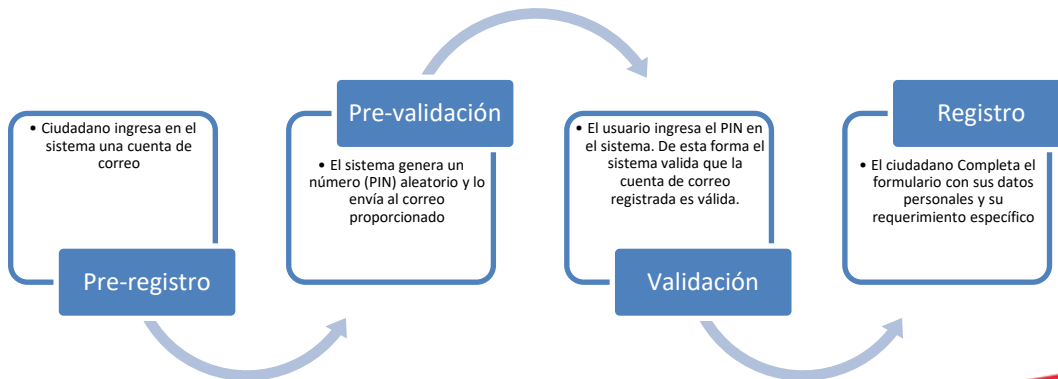 • Ciudadano ingresa en el
sistema una cuenta de
correo
Pre-registro
Pre-validación
• El sistema genera un
número (PIN) aleatorio y lo
envía al correo
proporcionado
• El usuario ingresa el PIN en
el sistema. De esta forma el
sistema valida que la
cuenta de correo
registrada es válida.
Validación
Registro
• El ciudadano Completa el
formulario con sus datos
personales y su
requerimiento específico